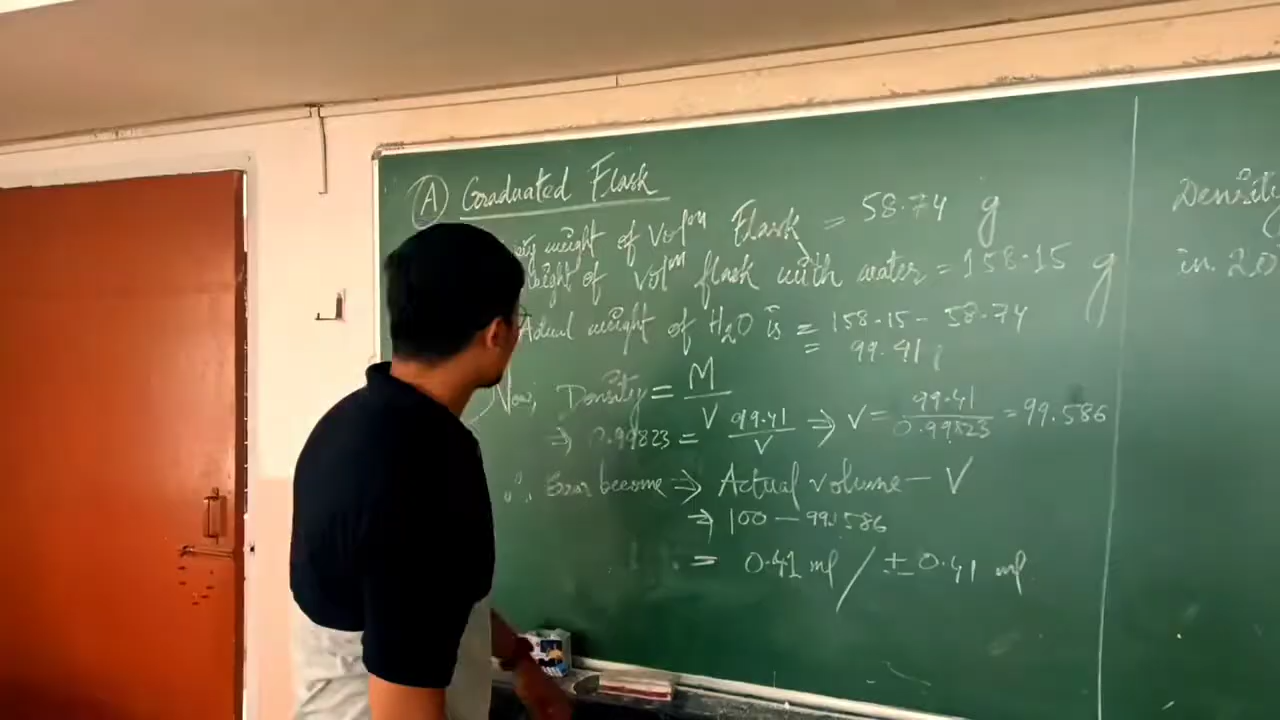 (A) Graduated Flask
weight of Volm Flask = 58.74 g
weight of Volm flask with water = 158.15 g
Actual weight of H2O is = 158.15 - 58.74
= 99.41
Now, Density = M/V
⇒ 0.99823 = 99.41/V ⇒ V = 99.41/0.99823 = 99.586
∴ Error become → Actual volume - V
⇒ 100 - 99.586
= 0.41 ml / ± 0.41 ml
Density
in 20